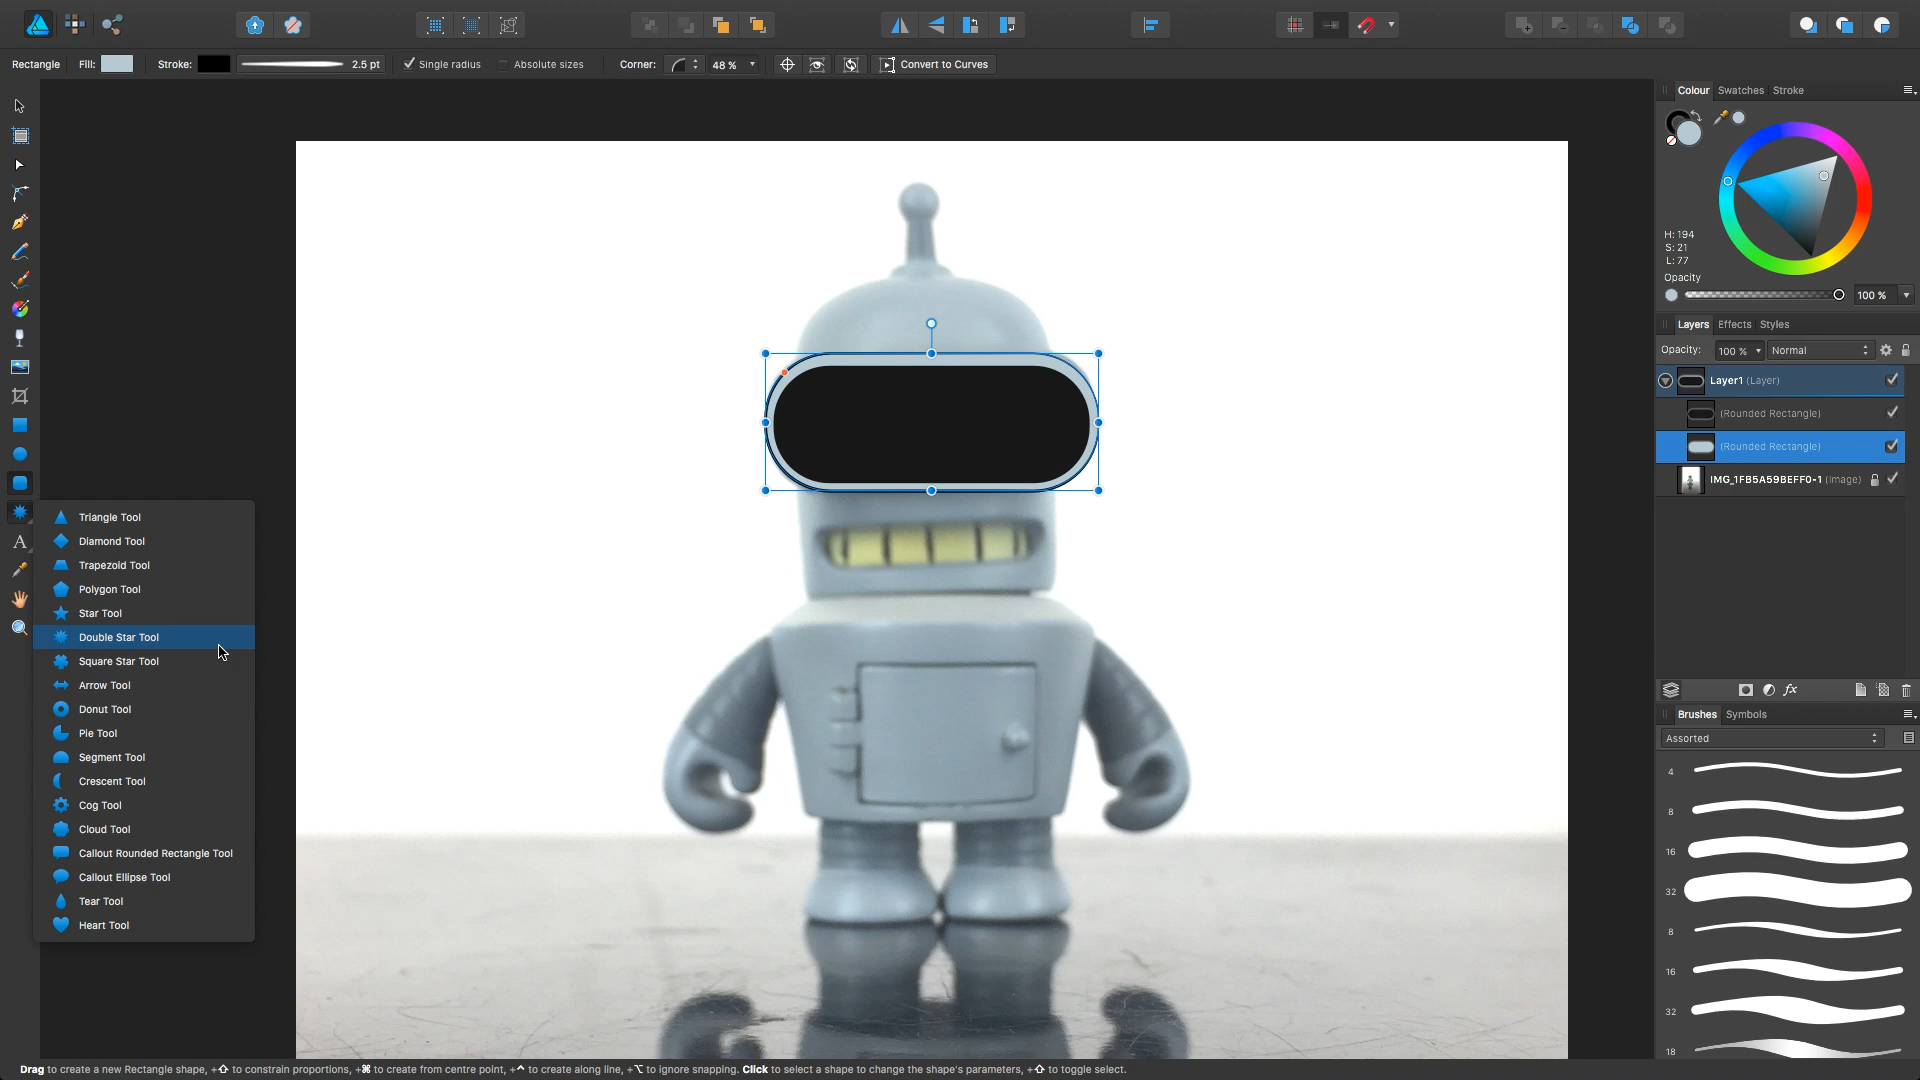 Rectangle Fill: Stroke: 2.5 pt Single radius Absolute sizes Corner: 48 % Convert to Curves
Colour Swatches Stroke
H: 194
S: 21
L: 77
Opacity
100 %
Layers Effects Styles
Opacity: 100 % Normal
Layer1 (Layer)
(Rounded Rectangle)
(Rounded Rectangle)
IMG_1FB5A59BEFF0-1 (Image)
Triangle Tool
Diamond Tool
Trapezoid Tool
Polygon Tool
Star Tool
Double Star Tool
Square Star Tool
Arrow Tool
Donut Tool
Pie Tool
Segment Tool
Crescent Tool
Cog Tool
Cloud Tool
Callout Rounded Rectangle Tool
Callout Ellipse Tool
Tear Tool
Heart Tool
A
fx
Brushes Symbols
Assorted
4
8
16
32
8
16
32
18
Drag to create a new Rectangle shape, +⇧ to constrain proportions, +⌘ to create from centre point, +⌃ to create along line, +⌥ to ignore snapping. Click to select a shape to change the shape's parameters, +⇧ to toggle select.